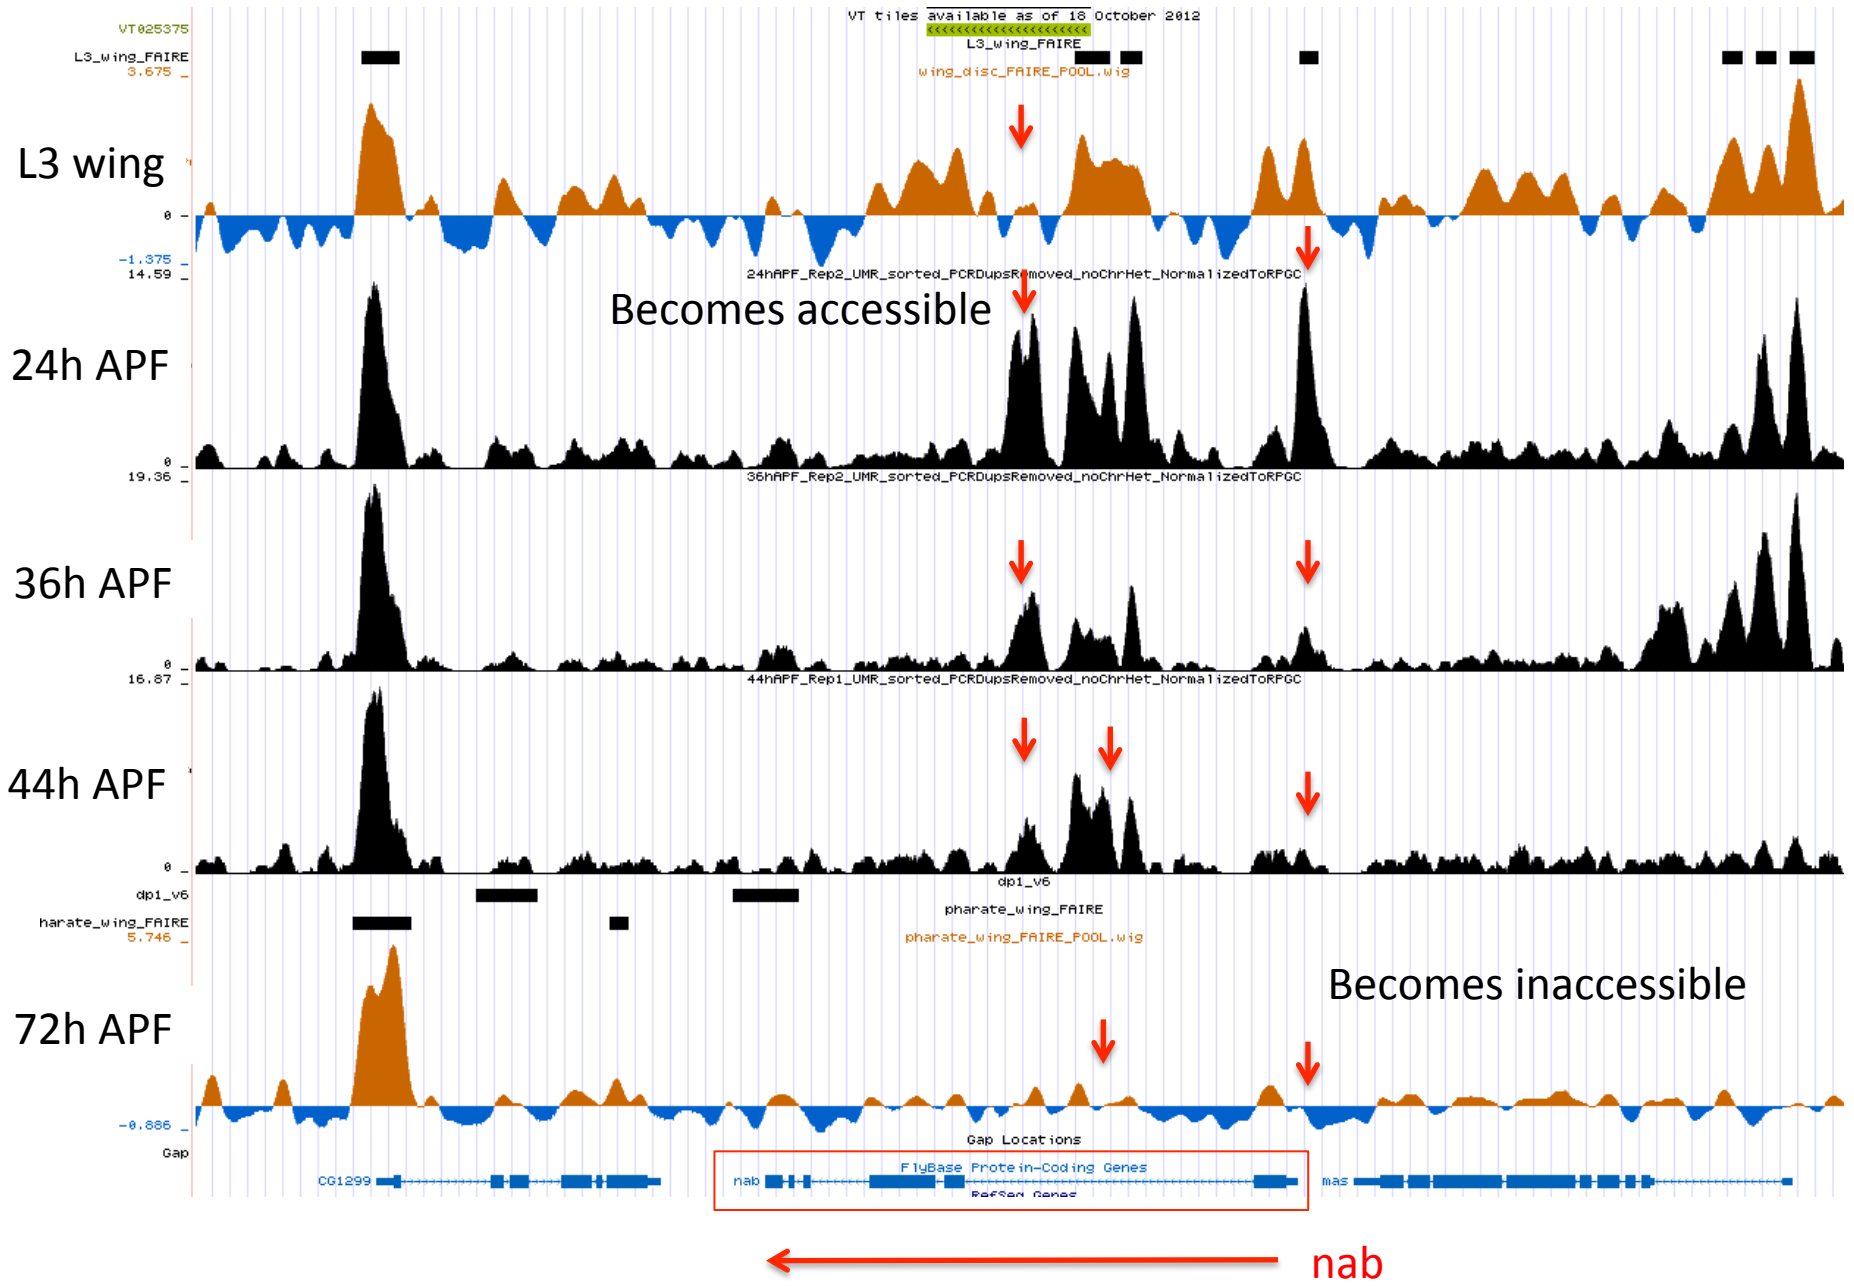 VT tiles available as of 18 October 2012
VT025375
L3_wing_FAIRE
L3_wing_FAIRE
3.675 _
wing_disc_FAIRE_POOL.wig
L3 wing
0 _
-1.375 _
14.59 _
24hAPF_Rep2_UMR_sorted_PCRDupsRemoved_noChrHet_NormalizedToRPGC
Becomes accessible
24h APF
0 _
19.36 _
36hAPF_Rep2_UMR_sorted_PCRDupsRemoved_noChrHet_NormalizedToRPGC
36h APF
0 _
16.87 _
44hAPF_Rep1_UMR_sorted_PCRDupsRemoved_noChrHet_NormalizedToRPGC
44h APF
0 _
dp1_v6
dp1_v6
pharate_wing_FAIRE
harate_wing_FAIRE
5.746 _
pharate_wing_FAIRE_POOL.wig
Becomes inaccessible
72h APF
-0.886 _
Gap Locations
Gap
FlyBase Protein-Coding Genes
CG1299
nab
mas
RefSeq Genes
nab